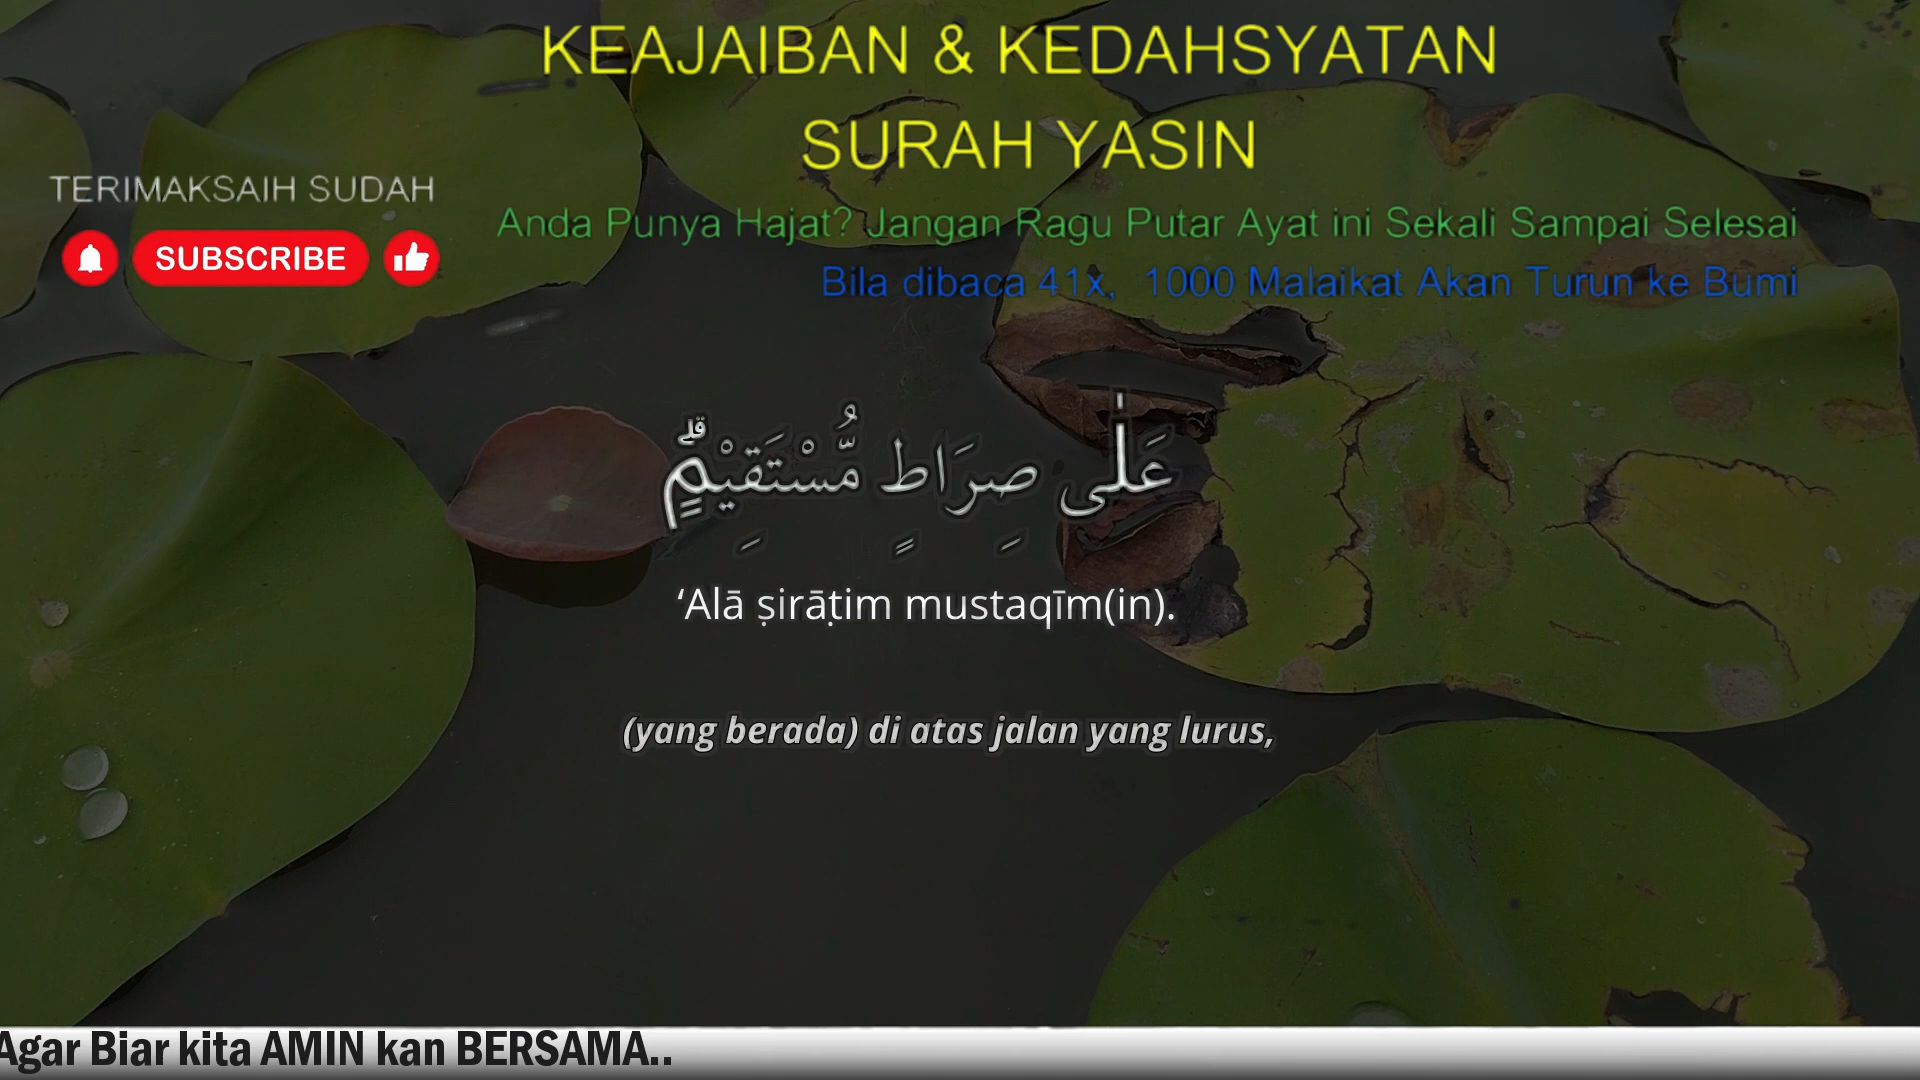 KEAJAIBAN & KEDAHSYATAN
SURAH YASIN
TERIMAKSAIH SUDAH
SUBSCRIBE
Anda Punya Hajat? Jangan Ragu Putar Ayat ini Sekali Sampai Selesai
Bila dibaca 41x, 1000 Malaikat Akan Turun ke Bumi
عَلٰى صِرَاطٍ مُّسْتَقِيْمٍۗ
‘Alā ṣirāṭim mustaqīm(in).
(yang berada) di atas jalan yang lurus,
Agar Biar kita AMIN kan BERSAMA..